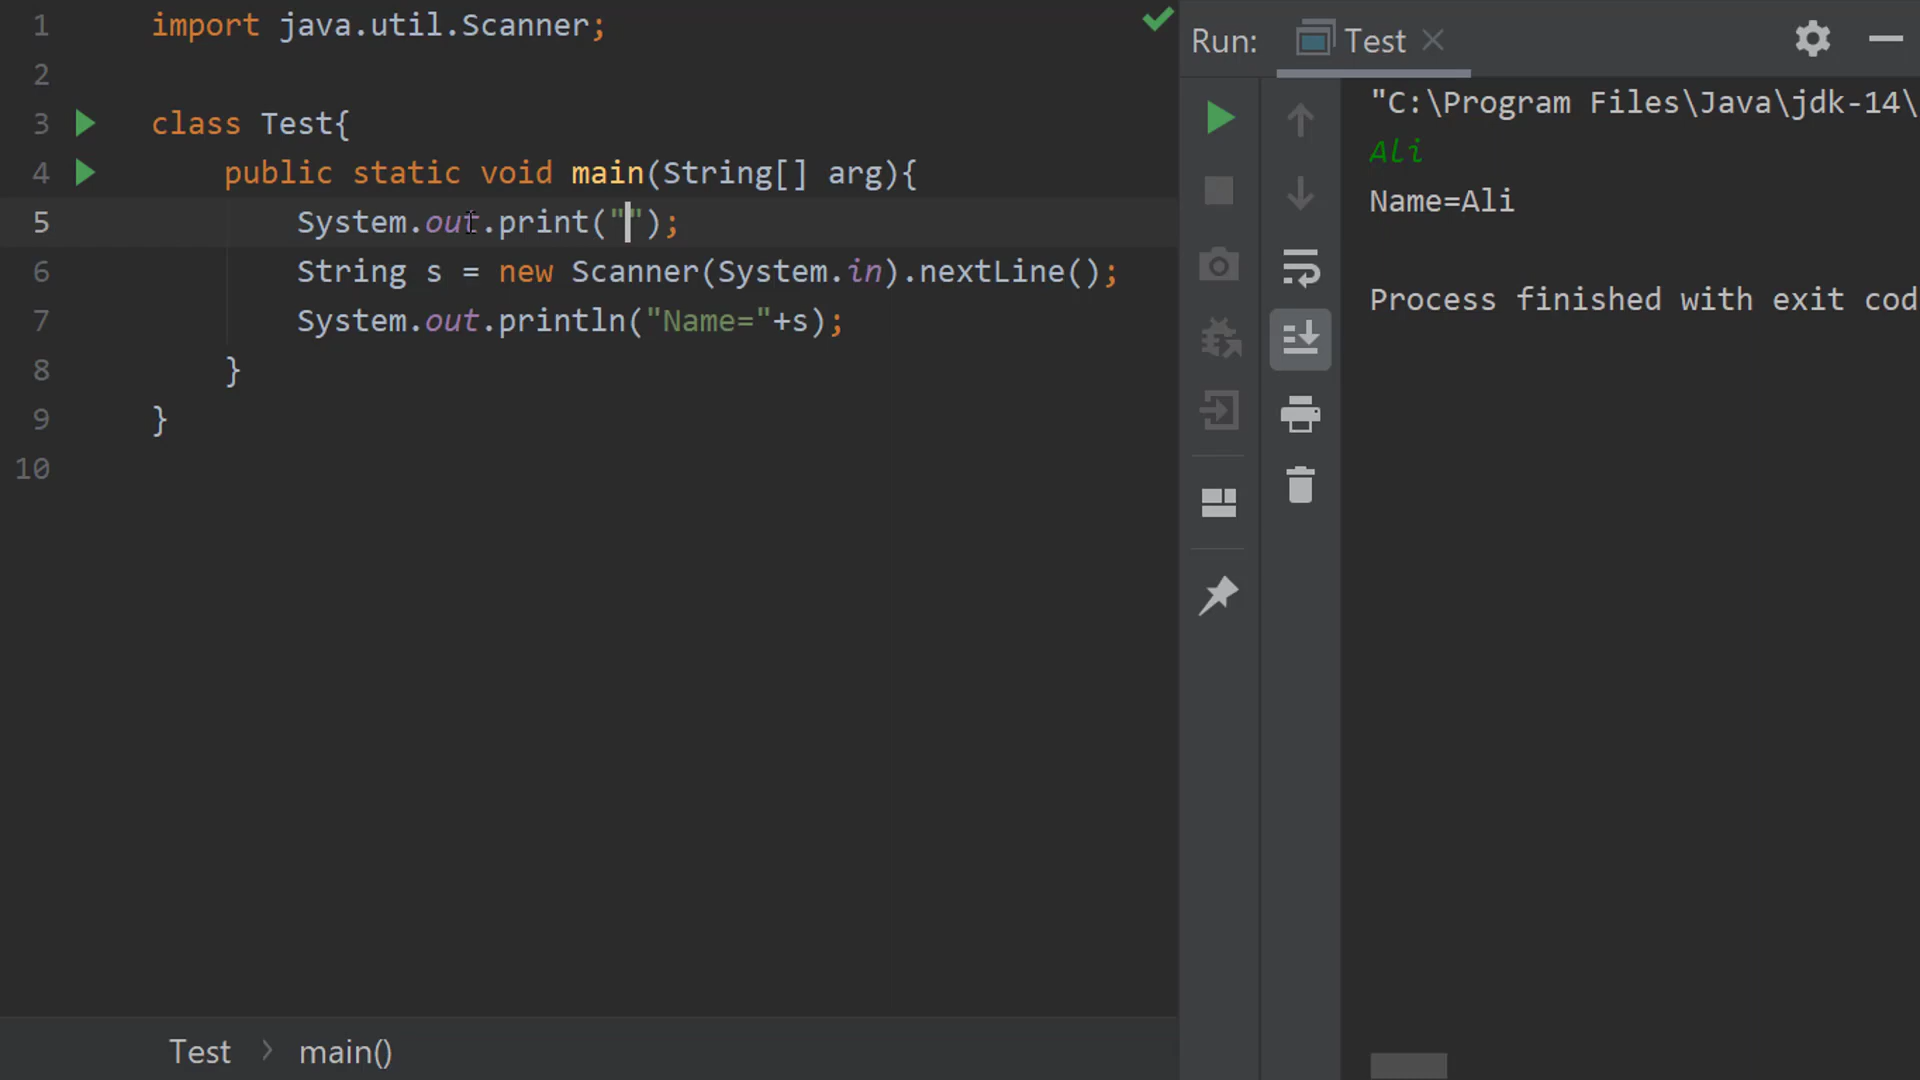 1 import java.util.Scanner;
2
3 class Test{
4 public static void main(String[] arg){
5 System.out.print("");
6 String s = new Scanner(System.in).nextLine();
7 System.out.println("Name="+s);
8 }
9 }
10
Test > main()
Run: Test
"C:\Program Files\Java\jdk-14\
Ali
Name=Ali
Process finished with exit cod